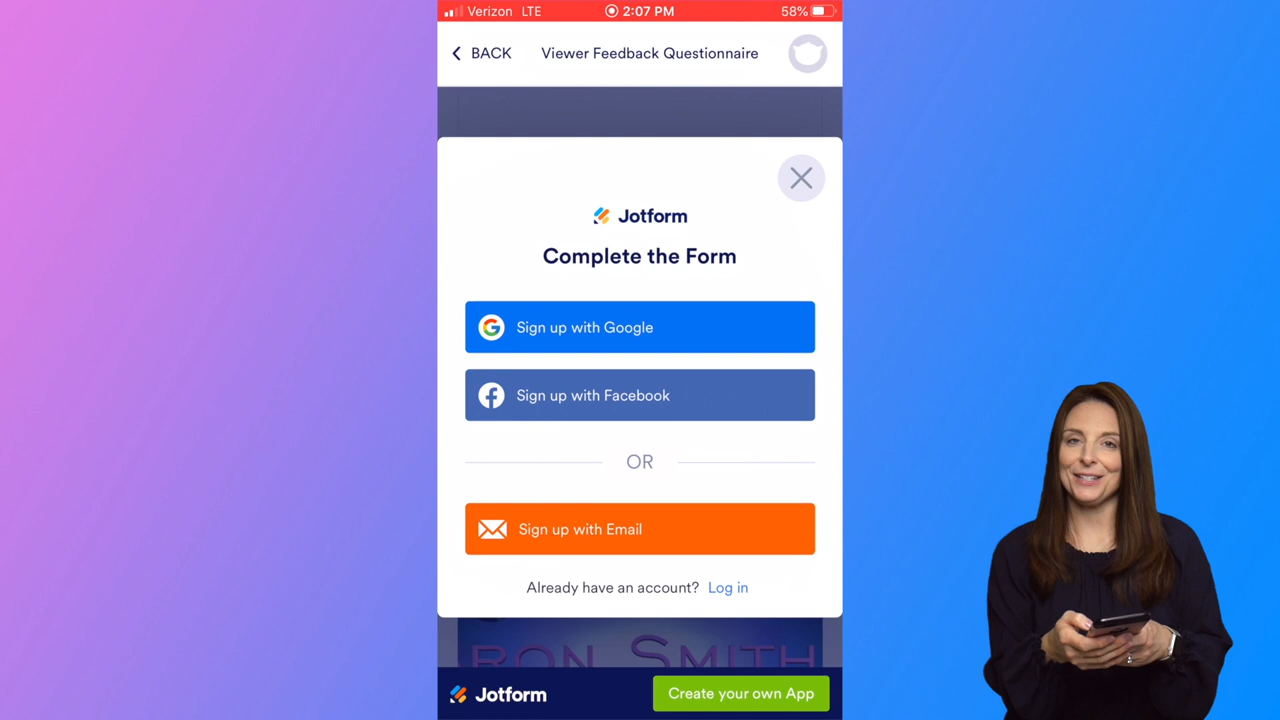 Verizon LTE 2:07 PM 58%
BACK Viewer Feedback Questionnaire
Jotform
Complete the Form
Sign up with Google
Sign up with Facebook
OR
Sign up with Email
Already have an account? Log in
RON SMITH
Jotform Create your own App